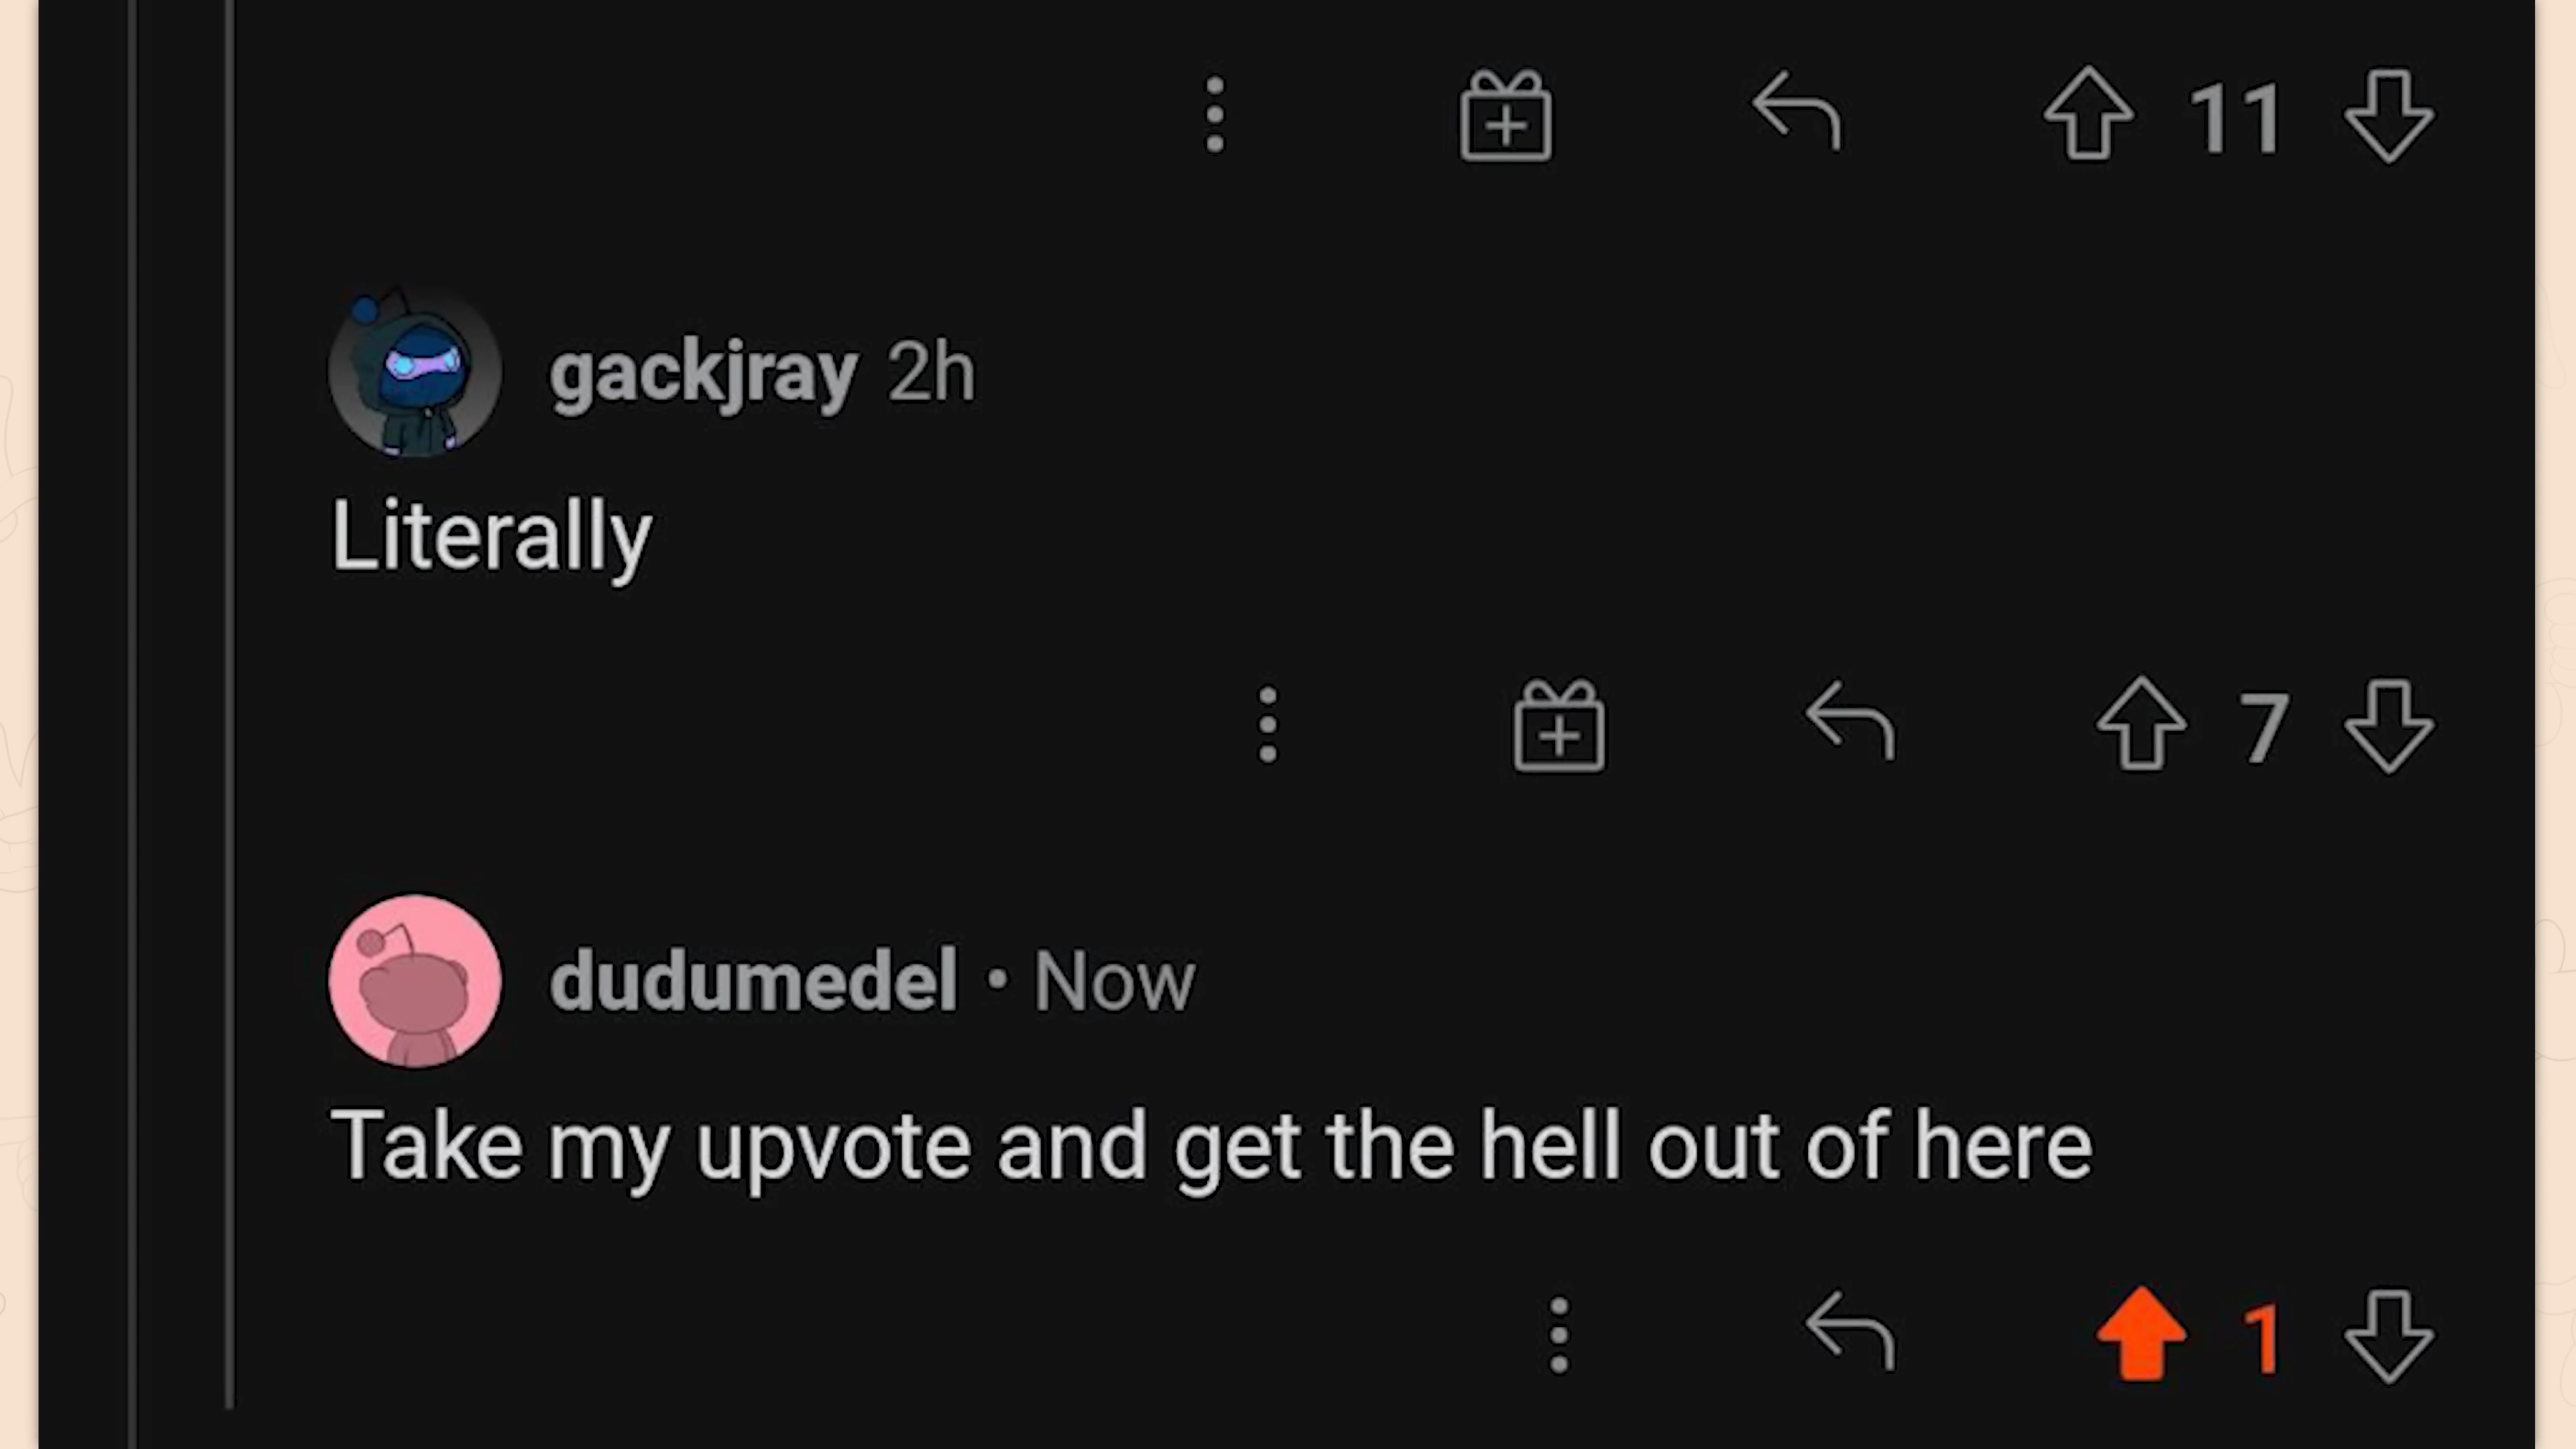 11
gackjray 2h
Literally
7
dudumedel • Now
Take my upvote and get the hell out of here
1